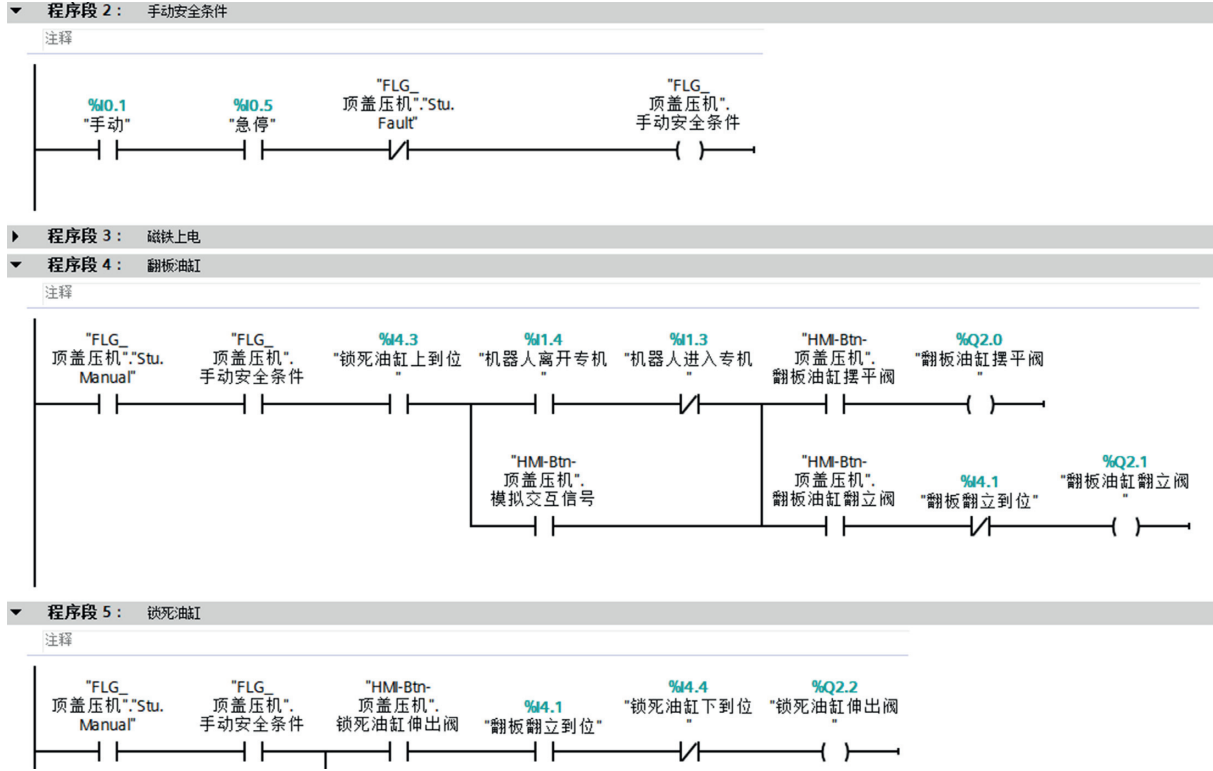 程序段 2： 手动安全条件
注释
%I0.1
"手动"
%I0.5
"急停"
"FLG_
顶盖压机"."Stu.
Fault"
"FLG_
顶盖压机".
手动安全条件
程序段 3： 磁铁上电
程序段 4： 翻板油缸
注释
"FLG_
顶盖压机"."Stu.
Manual"
"FLG_
顶盖压机".
手动安全条件
%I4.3
"锁死油缸上到位
"
%I1.4
"机器人离开专机
"
%I1.3
"机器人进入专机
"
"HMI-Btn-
顶盖压机".
翻板油缸摆平阀
%Q2.0
"翻板油缸摆平阀
"
"HMI-Btn-
顶盖压机".
模拟交互信号
"HMI-Btn-
顶盖压机".
翻板油缸翻立阀
%I4.1
"翻板翻立到位"
%Q2.1
"翻板油缸翻立阀
"
程序段 5： 锁死油缸
注释
"FLG_
顶盖压机"."Stu.
Manual"
"FLG_
顶盖压机".
手动安全条件
"HMI-Btn-
顶盖压机".
锁死油缸伸出阀
%I4.1
"翻板翻立到位"
%I4.4
"锁死油缸下到位
"
%Q2.2
"锁死油缸伸出阀
"